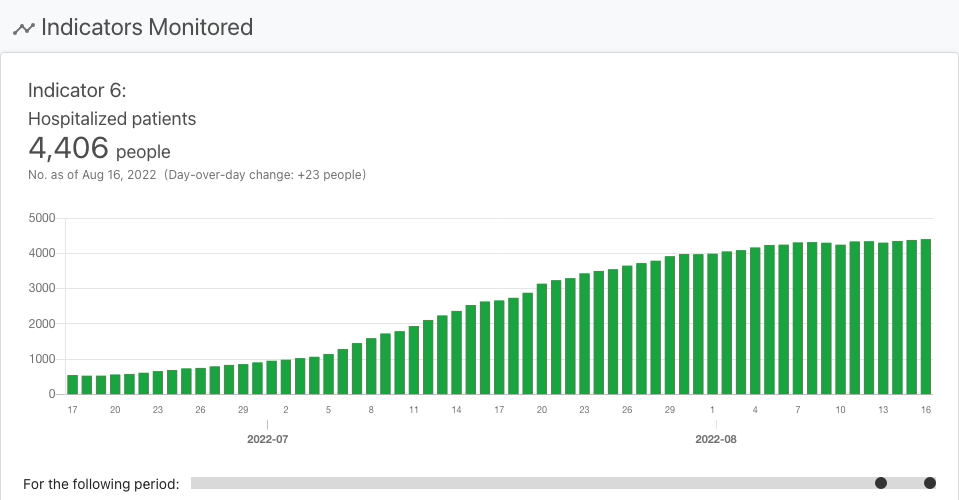 Indicators Monitored
Indicator 6:
Hospitalized patients
4,406 people
No. as of Aug 16, 2022 (Day-over-day change: +23 people)
5000
4000
3000
2000
1000
0
17 20 23 26 29 2 5 8 11 14 17 20 23 26 29 1 4 7 10 13 16
2022-07 2022-08
For the following period: